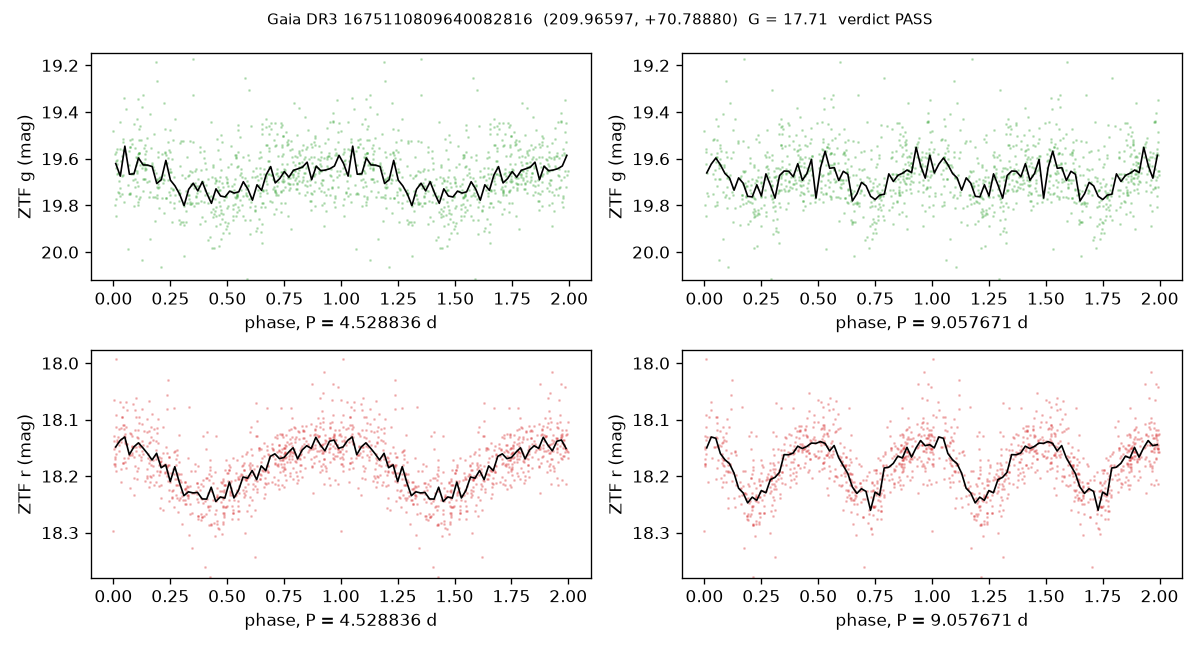 Gaia DR3 1675110809640082816  (209.96597, +70.78880)  G = 17.71  verdict PASS
19.2
19.4
19.6
19.8
20.0
ZTF g (mag)
0.00 0.25 0.50 0.75 1.00 1.25 1.50 1.75 2.00
phase, P = 4.528836 d
19.2
19.4
19.6
19.8
20.0
ZTF g (mag)
0.00 0.25 0.50 0.75 1.00 1.25 1.50 1.75 2.00
phase, P = 9.057671 d
18.0
18.1
18.2
18.3
ZTF r (mag)
0.00 0.25 0.50 0.75 1.00 1.25 1.50 1.75 2.00
phase, P = 4.528836 d
18.0
18.1
18.2
18.3
ZTF r (mag)
0.00 0.25 0.50 0.75 1.00 1.25 1.50 1.75 2.00
phase, P = 9.057671 d